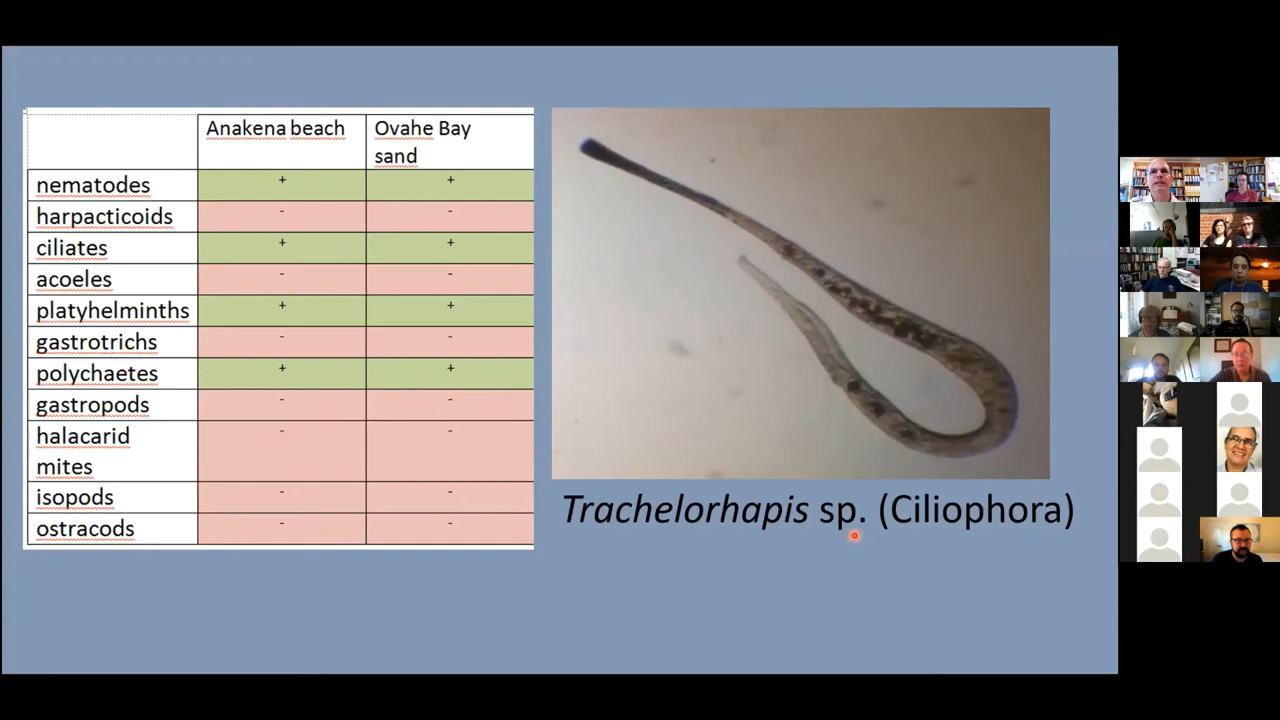 Anakena beach
Ovahe Bay
sand
nematodes + +
harpacticoids - -
ciliates + +
acoeles - -
platyhelminths + +
gastrotrichs - -
polychaetes + +
gastropods - -
halacarid - -
mites
isopods - -
ostracods - -
Trachelorhapis sp. (Ciliophora)